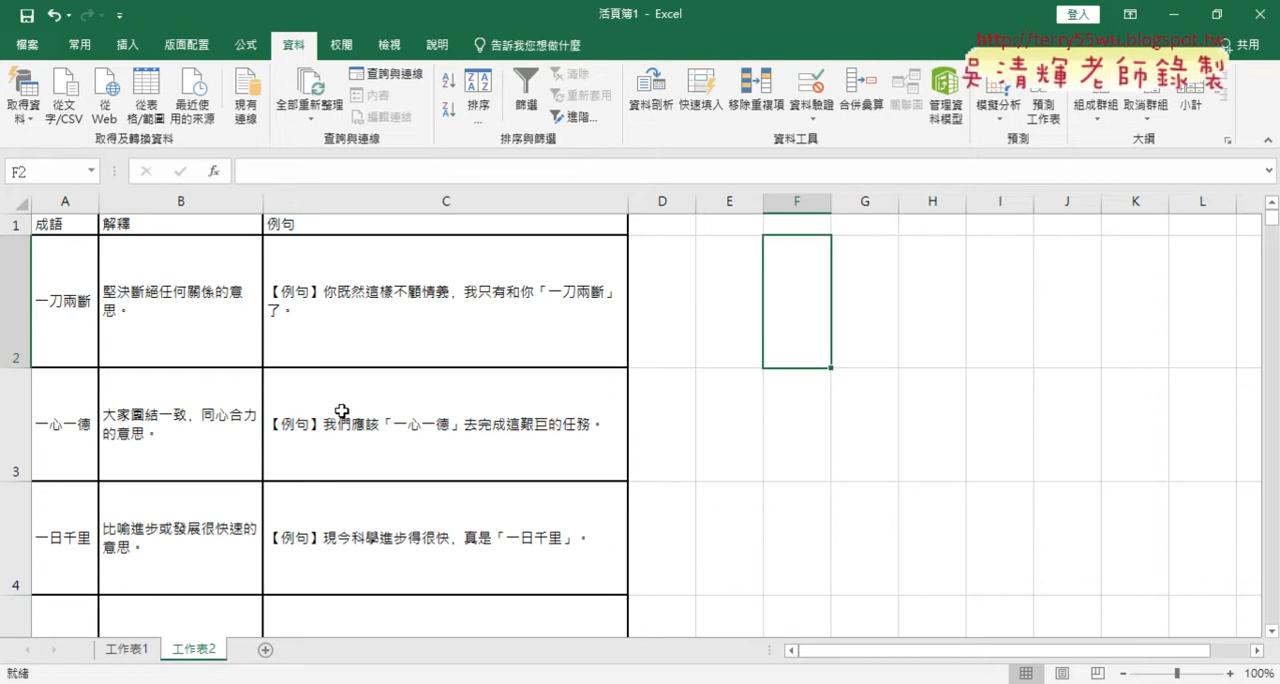 活頁簿1 - Excel
登入
檔案 常用 插入 版面配置 公式 資料 校閱 檢視 說明 告訴我您想做什麼 共用
http://terry55wu.blogspot.tw
吳清輝老師錄製
取得資料 從文字/CSV 從 Web 從表格/範圍 最近使用的來源 現有連線 全部重新整理 查詢與連線 內容 編輯連結 排序... 篩選 清除 重新套用 進階... 資料剖析 快速填入 移除重複項 資料驗證 合併彙算 關聯圖 管理資料模型 模擬分析 預測工作表 組成群組 取消群組 小計
取得及轉換資料 查詢與連線 排序與篩選 資料工具 預測 大綱
F2 fx
A B C D E F G H I J K L
1 成語 解釋 例句
2 一刀兩斷 堅決斷絕任何關係的意思。 【例句】你既然這樣不顧情義，我只有和你「一刀兩斷」了。
3 一心一德 大家團結一致，同心合力的意思。 【例句】我們應該「一心一德」去完成這艱巨的任務。
4 一日千里 比喻進步或發展很快速的意思。 【例句】現今科學進步得很快，真是「一日千里」。
工作表1 工作表2
就緒 100%